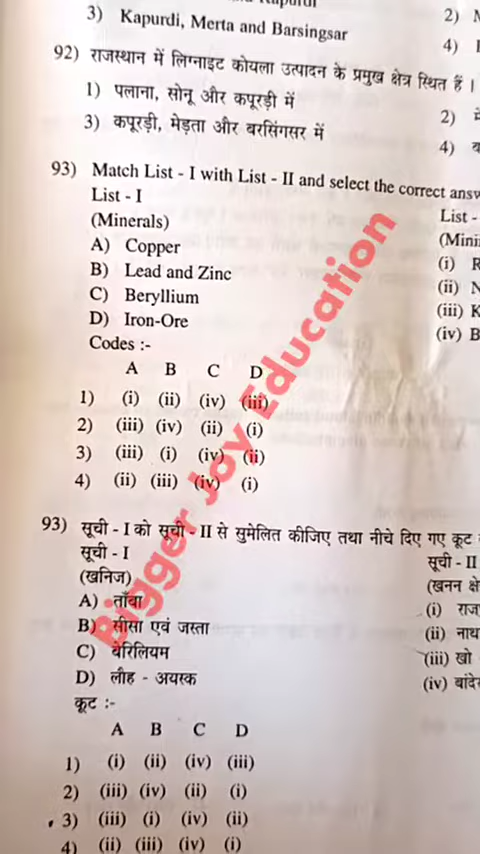 3) Kapurdi, Merta and Barsingsar
2)
4)
92) राजस्थान में लिग्नाइट कोयला उत्पादन के प्रमुख क्षेत्र स्थित हैं ।
1) पलाना, सोनू और कपूरड़ी में
2)
3) कपूरड़ी, मेड़ता और बरसिंगसर में
4)
93) Match List - I with List - II and select the correct
List - I
List -
(Minerals)
A) Copper
(i) R
B) Lead and Zinc
(ii) N
C) Beryllium
(iii) K
D) Iron-Ore
(iv) B
Codes :-
A B C D
1) (i) (ii) (iv) (iii)
2) (iii) (iv) (ii) (i)
3) (iii) (i) (iv) (ii)
4) (ii) (iii) (iv) (i)
93) सूची - I को सूची - II से सुमेलित कीजिए तथा नीचे दिए गए कूट
सूची - I
सूची - II
(खनिज)
(खनन
A) ताँबा
(i) राज
B) सीसा एवं जस्ता
(ii) नाथ
C) बेरिलियम
(iii) खो
D) लौह - अयस्क
(iv) बांदे
कूट :-
A B C D
1) (i) (ii) (iv) (iii)
2) (iii) (iv) (ii) (i)
3) (iii) (i) (iv) (ii)
4) (ii) (iii) (iv) (i)
Bigger Joy Education